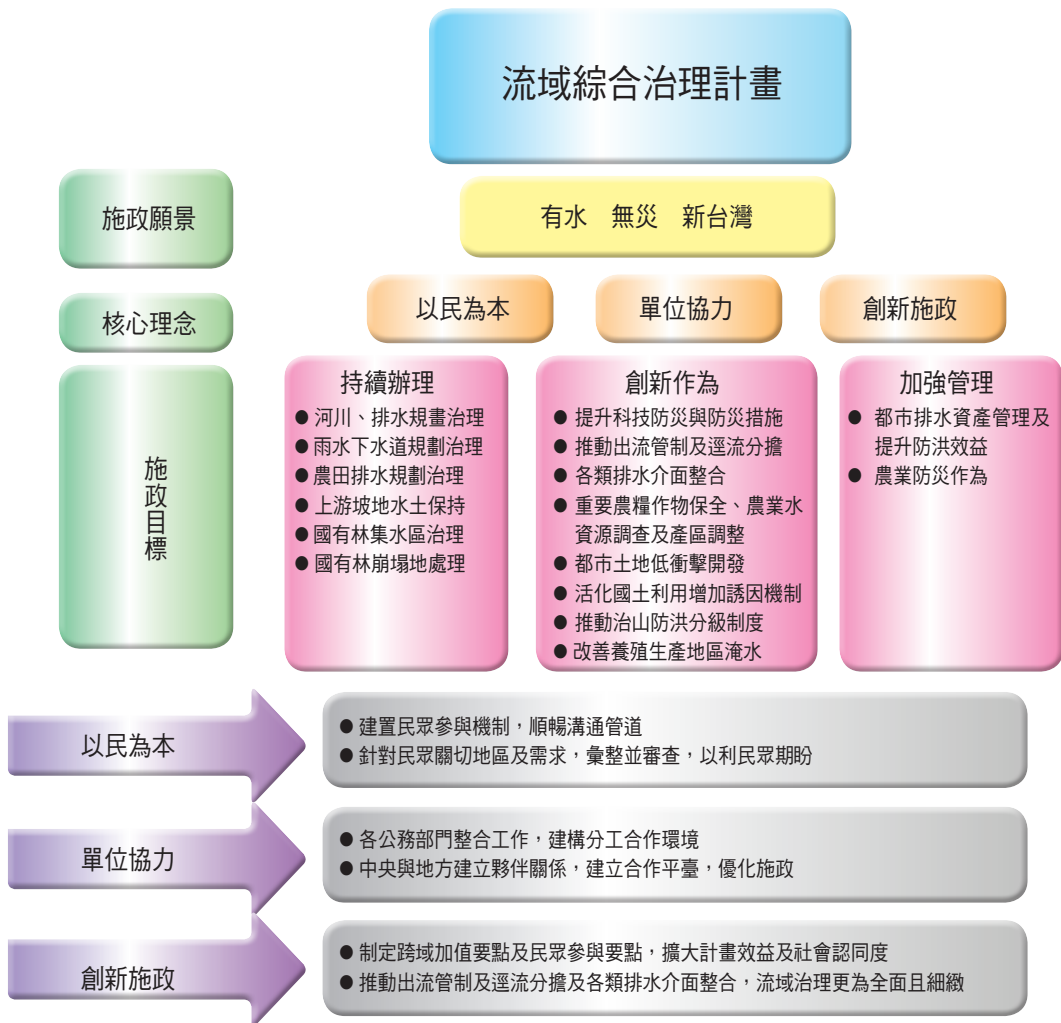 流域綜合治理計畫
施政願景
有水 無災 新台灣
核心理念
以民為本
單位協力
創新施政
施政目標
持續辦理
● 河川、排水規畫治理
● 雨水下水道規劃治理
● 農田排水規劃治理
● 上游坡地水土保持
● 國有林集水區治理
● 國有林崩塌地處理
創新作為
● 提升科技防災與防災措施
● 推動出流管制及逕流分擔
● 各類排水介面整合
● 重要農糧作物保全、農業水
資源調查及產區調整
● 都市土地低衝擊開發
● 活化國土利用增加誘因機制
● 推動治山防洪分級制度
● 改善養殖生產地區淹水
加強管理
● 都市排水資產管理及
提升防洪效益
● 農業防災作為
以民為本
● 建置民眾參與機制，順暢溝通管道
● 針對民眾關切地區及需求，彙整並審查，以利民眾期盼
單位協力
● 各公務部門整合工作，建構分工合作環境
● 中央與地方建立夥伴關係，建立合作平臺，優化施政
創新施政
● 制定跨域加值要點及民眾參與要點，擴大計畫效益及社會認同度
● 推動出流管制及逕流分擔及各類排水介面整合，流域治理更為全面且細緻